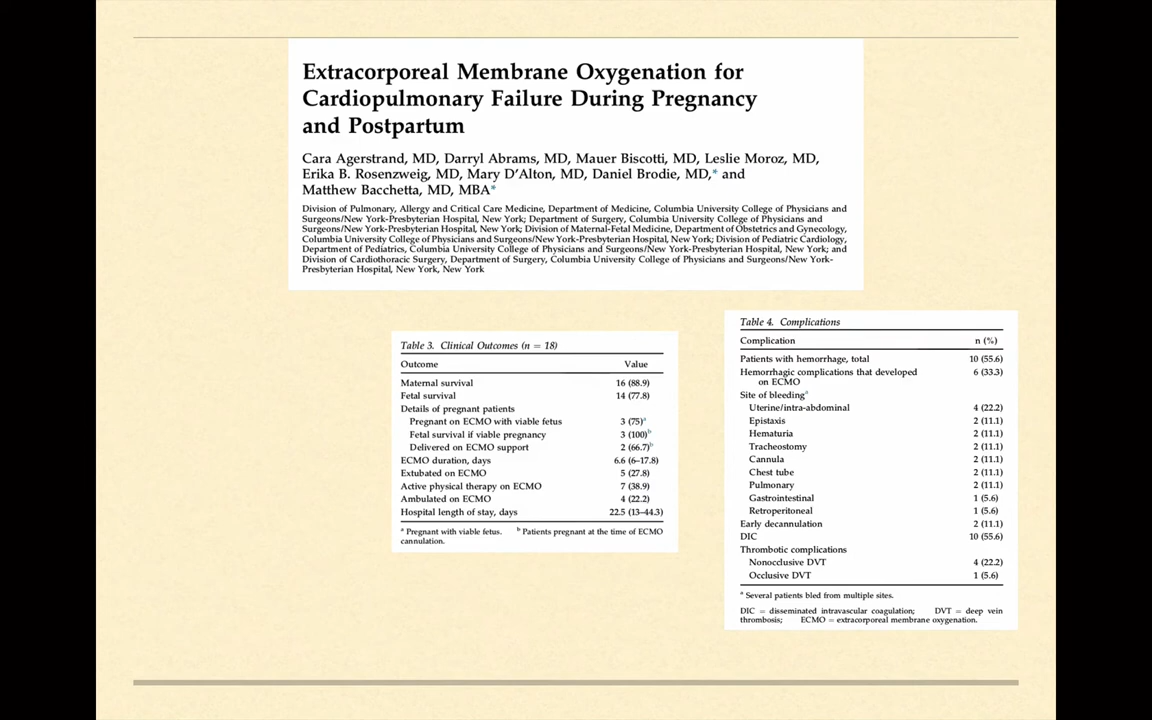 Extracorporeal Membrane Oxygenation for
Cardiopulmonary Failure During Pregnancy
and Postpartum
Cara Agerstrand, MD, Darryl Abrams, MD, Mauer Biscotti, MD, Leslie Moroz, MD,
Erika B. Rosenzweig, MD, Mary D'Alton, MD, Daniel Brodie, MD,* and
Matthew Bacchetta, MD, MBA*
Division of Pulmonary, Allergy and Critical Care Medicine, Department of Medicine, Columbia University College of Physicians and
Surgeons/New York-Presbyterian Hospital, New York; Department of Surgery, Columbia University College of Physicians and
Surgeons/New York-Presbyterian Hospital, New York; Division of Maternal-Fetal Medicine, Department of Obstetrics and Gynecology,
Columbia University College of Physicians and Surgeons/New York-Presbyterian Hospital, New York; Division of Pediatric Cardiology,
Department of Pediatrics, Columbia University College of Physicians and Surgeons/New York-Presbyterian Hospital, New York; and
Division of Cardiothoracic Surgery, Department of Surgery, Columbia University College of Physicians and Surgeons/New York-
Presbyterian Hospital, New York, New York
Table 3. Clinical Outcomes (n = 18)
Outcome Value
Maternal survival 16 (88.9)
Fetal survival 14 (77.8)
Details of pregnant patients
Pregnant on ECMO with viable fetus 3 (75)a
Fetal survival if viable pregnancy 3 (100)b
Delivered on ECMO support 2 (66.7)b
ECMO duration, days 6.6 (6–17.8)
Extubated on ECMO 5 (27.8)
Active physical therapy on ECMO 7 (38.9)
Ambulated on ECMO 4 (22.2)
Hospital length of stay, days 22.5 (13–44.3)
a Pregnant with viable fetus. b Patients pregnant at the time of ECMO
cannulation.
Table 4. Complications
Complication n (%)
Patients with hemorrhage, total 10 (55.6)
Hemorrhagic complications that developed 6 (33.3)
on ECMO
Site of bleedinga
Uterine/intra-abdominal 4 (22.2)
Epistaxis 2 (11.1)
Hematuria 2 (11.1)
Tracheostomy 2 (11.1)
Cannula 2 (11.1)
Chest tube 2 (11.1)
Pulmonary 2 (11.1)
Gastrointestinal 1 (5.6)
Retroperitoneal 1 (5.6)
Early decannulation 2 (11.1)
DIC 10 (55.6)
Thrombotic complications
Nonocclusive DVT 4 (22.2)
Occlusive DVT 1 (5.6)
a Several patients bled from multiple sites.
DIC = disseminated intravascular coagulation; DVT = deep vein
thrombosis; ECMO = extracorporeal membrane oxygenation.